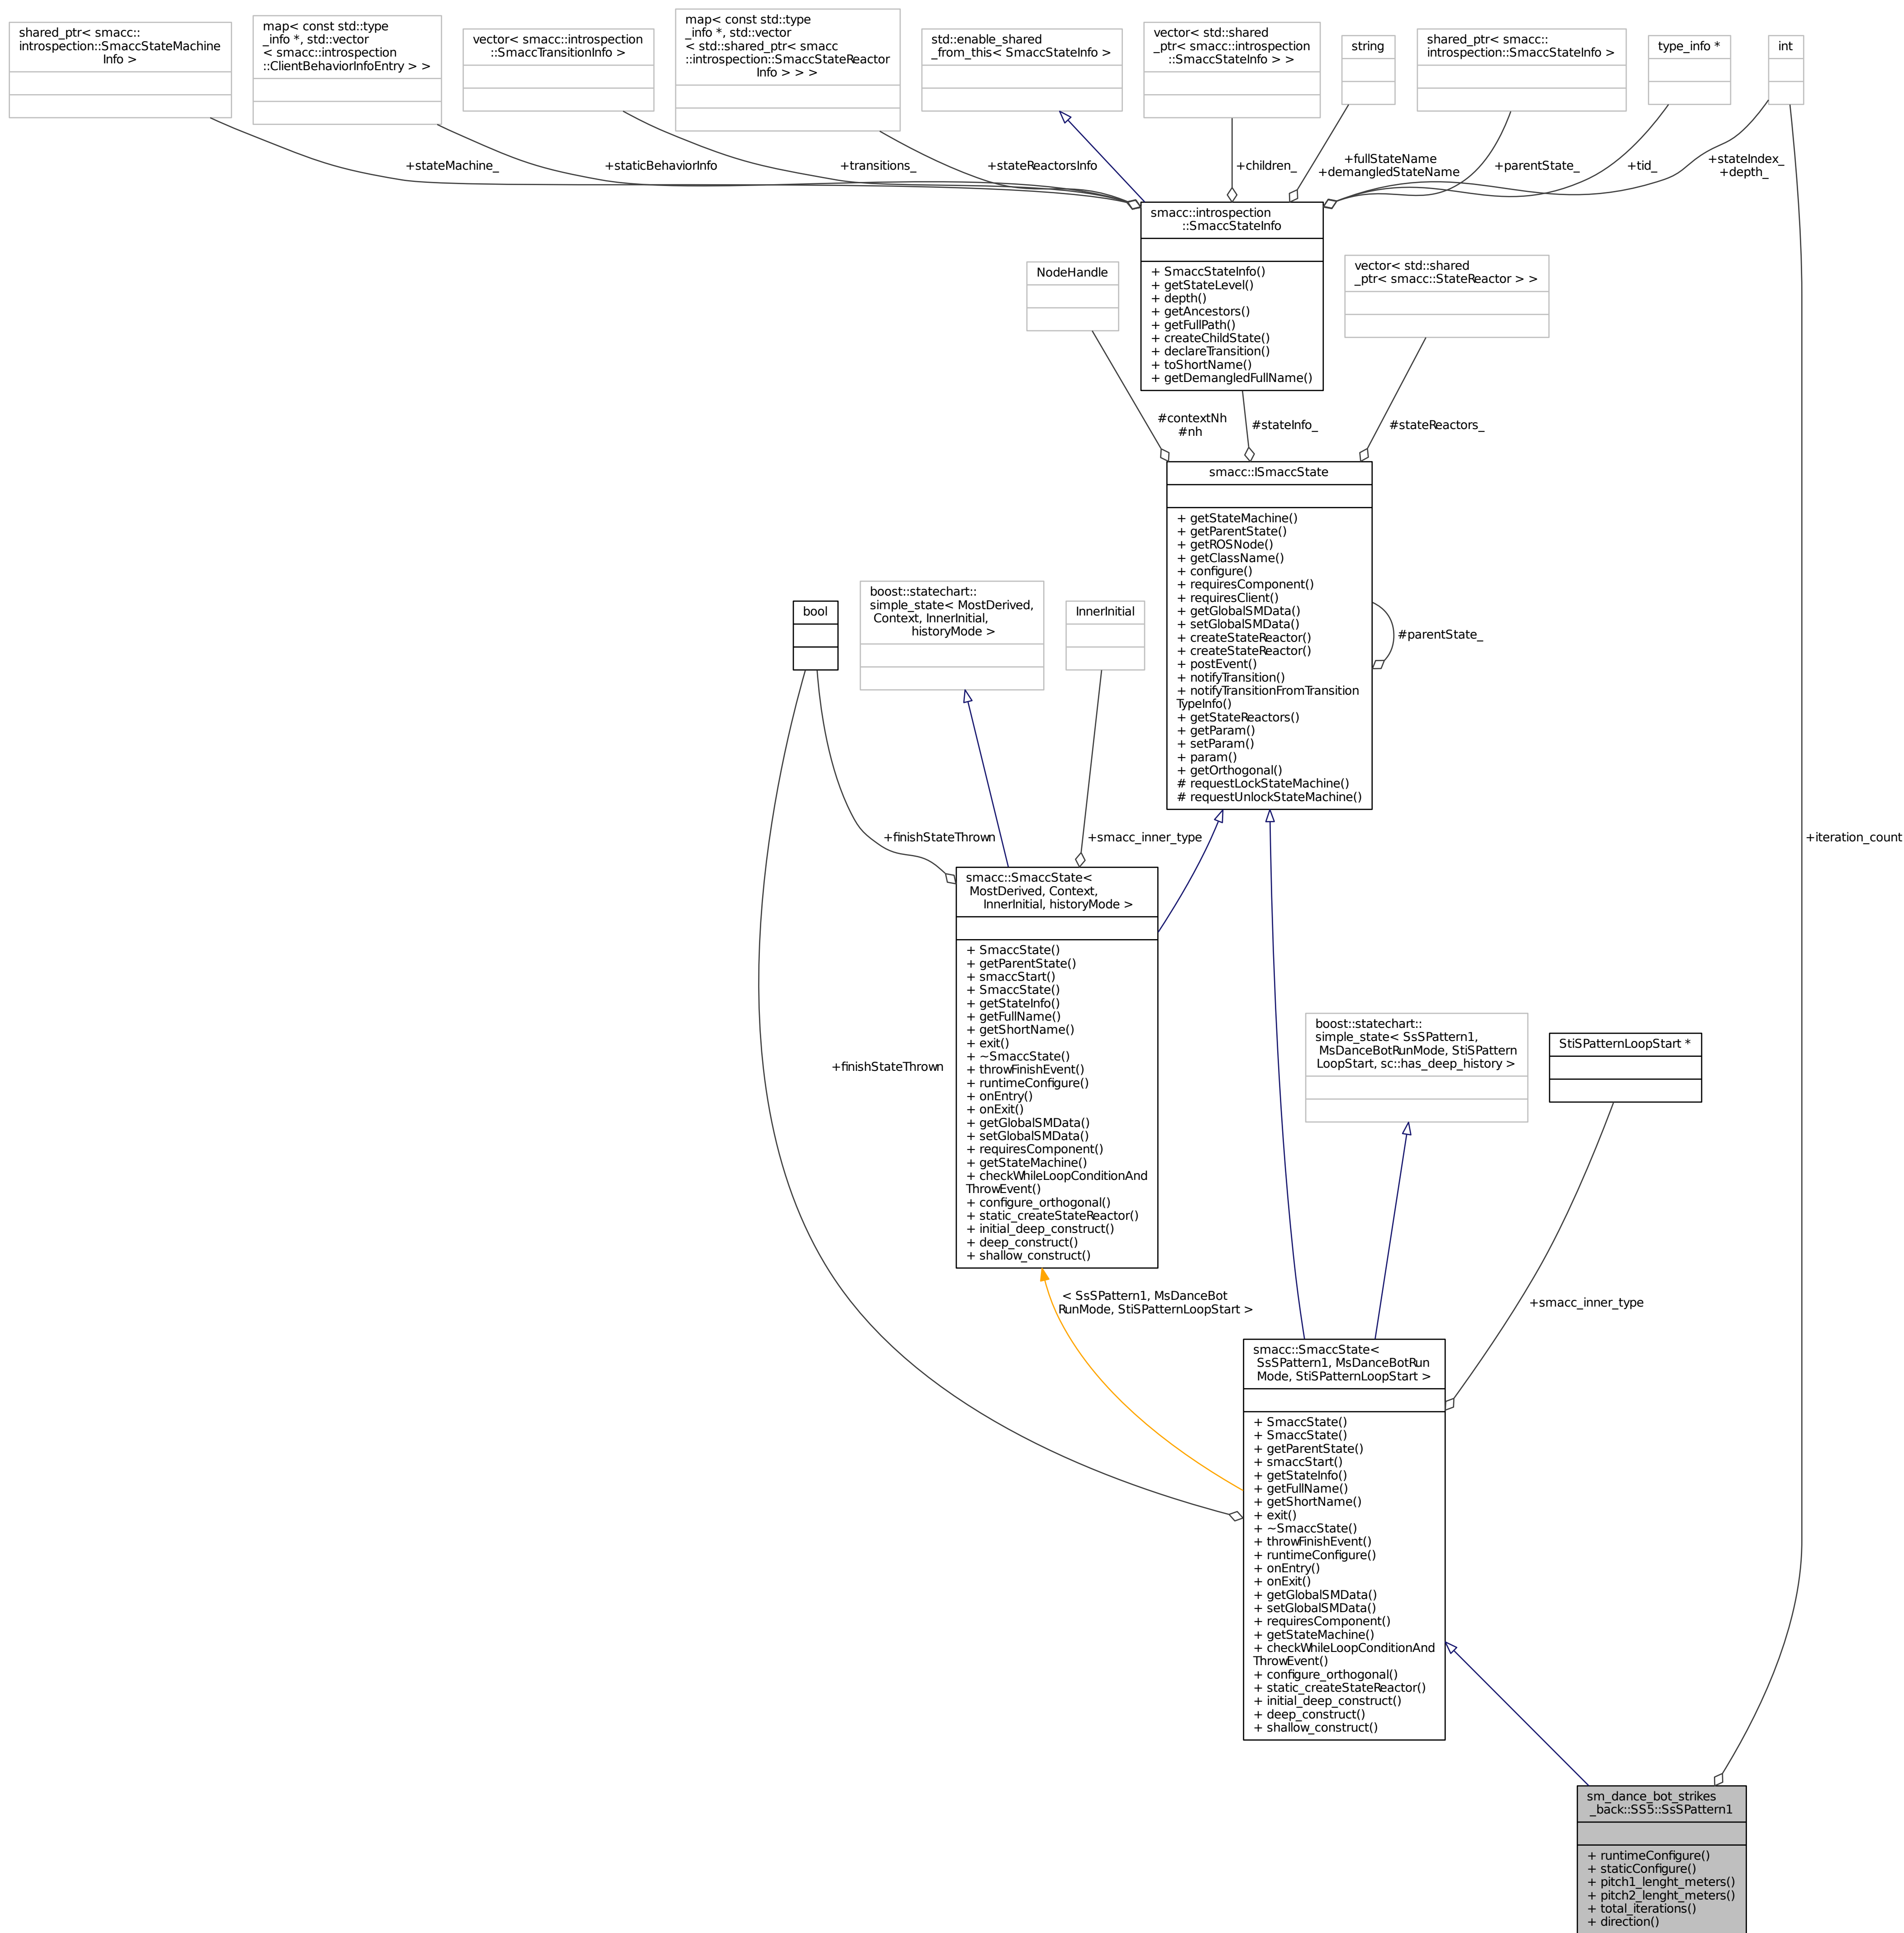 shared_ptr< smacc::
introspection::SmaccStateMachine
Info >
map< const std::type
_info *, std::vector
< smacc::introspection
::ClientBehaviorInfoEntry > >
vector< smacc::introspection
::SmaccTransitionInfo >
map< const std::type
_info *, std::vector
< std::shared_ptr< smacc
::introspection::SmaccStateReactor
Info > > >
std::enable_shared
_from_this< SmaccStateInfo >
vector< std::shared
_ptr< smacc::introspection
::SmaccStateInfo > >
string
shared_ptr< smacc::
introspection::SmaccStateInfo >
type_info *
int
+stateMachine_
+staticBehaviorInfo
+transitions_
+stateReactorsInfo
+children_
+fullStateName
+demangledStateName
+parentState_
+tid_
+stateIndex_
+depth_
smacc::introspection
::SmaccStateInfo
+ SmaccStateInfo()
+ getStateLevel()
+ depth()
+ getAncestors()
+ getFullPath()
+ createChildState()
+ declareTransition()
+ toShortName()
+ getDemangledFullName()
NodeHandle
vector< std::shared
_ptr< smacc::StateReactor > >
#contextNh
#nh
#stateInfo_
#stateReactors_
smacc::ISmaccState
+ getStateMachine()
+ getParentState()
+ getROSNode()
+ getClassName()
+ configure()
+ requiresComponent()
+ requiresClient()
+ getGlobalSMData()
+ setGlobalSMData()
+ createStateReactor()
+ createStateReactor()
+ postEvent()
+ notifyTransition()
+ notifyTransitionFromTransition
TypeInfo()
+ getStateReactors()
+ getParam()
+ setParam()
+ param()
+ getOrthogonal()
# requestLockStateMachine()
# requestUnlockStateMachine()
#parentState_
bool
boost::statechart::
simple_state< MostDerived,
Context, InnerInitial,
historyMode >
InnerInitial
+finishStateThrown
+smacc_inner_type
+iteration_count
smacc::SmaccState<
MostDerived, Context,
InnerInitial, historyMode >
+ SmaccState()
+ getParentState()
+ smaccStart()
+ SmaccState()
+ getStateInfo()
+ getFullName()
+ getShortName()
+ exit()
+ ~SmaccState()
+ throwFinishEvent()
+ runtimeConfigure()
+ onEntry()
+ onExit()
+ getGlobalSMData()
+ setGlobalSMData()
+ requiresComponent()
+ getStateMachine()
+ checkWhileLoopConditionAnd
ThrowEvent()
+ configure_orthogonal()
+ static_createStateReactor()
+ initial_deep_construct()
+ deep_construct()
+ shallow_construct()
boost::statechart::
simple_state< SsSPattern1,
MsDanceBotRunMode, StiSPattern
LoopStart, sc::has_deep_history >
StiSPatternLoopStart *
+finishStateThrown
< SsSPattern1, MsDanceBot
RunMode, StiSPatternLoopStart >
+smacc_inner_type
smacc::SmaccState<
SsSPattern1, MsDanceBotRun
Mode, StiSPatternLoopStart >
+ SmaccState()
+ SmaccState()
+ getParentState()
+ smaccStart()
+ getStateInfo()
+ getFullName()
+ getShortName()
+ exit()
+ ~SmaccState()
+ throwFinishEvent()
+ runtimeConfigure()
+ onEntry()
+ onExit()
+ getGlobalSMData()
+ setGlobalSMData()
+ requiresComponent()
+ getStateMachine()
+ checkWhileLoopConditionAnd
ThrowEvent()
+ configure_orthogonal()
+ static_createStateReactor()
+ initial_deep_construct()
+ deep_construct()
+ shallow_construct()
sm_dance_bot_strikes
_back::SS5::SsSPattern1
+ runtimeConfigure()
+ staticConfigure()
+ pitch1_lenght_meters()
+ pitch2_lenght_meters()
+ total_iterations()
+ direction()